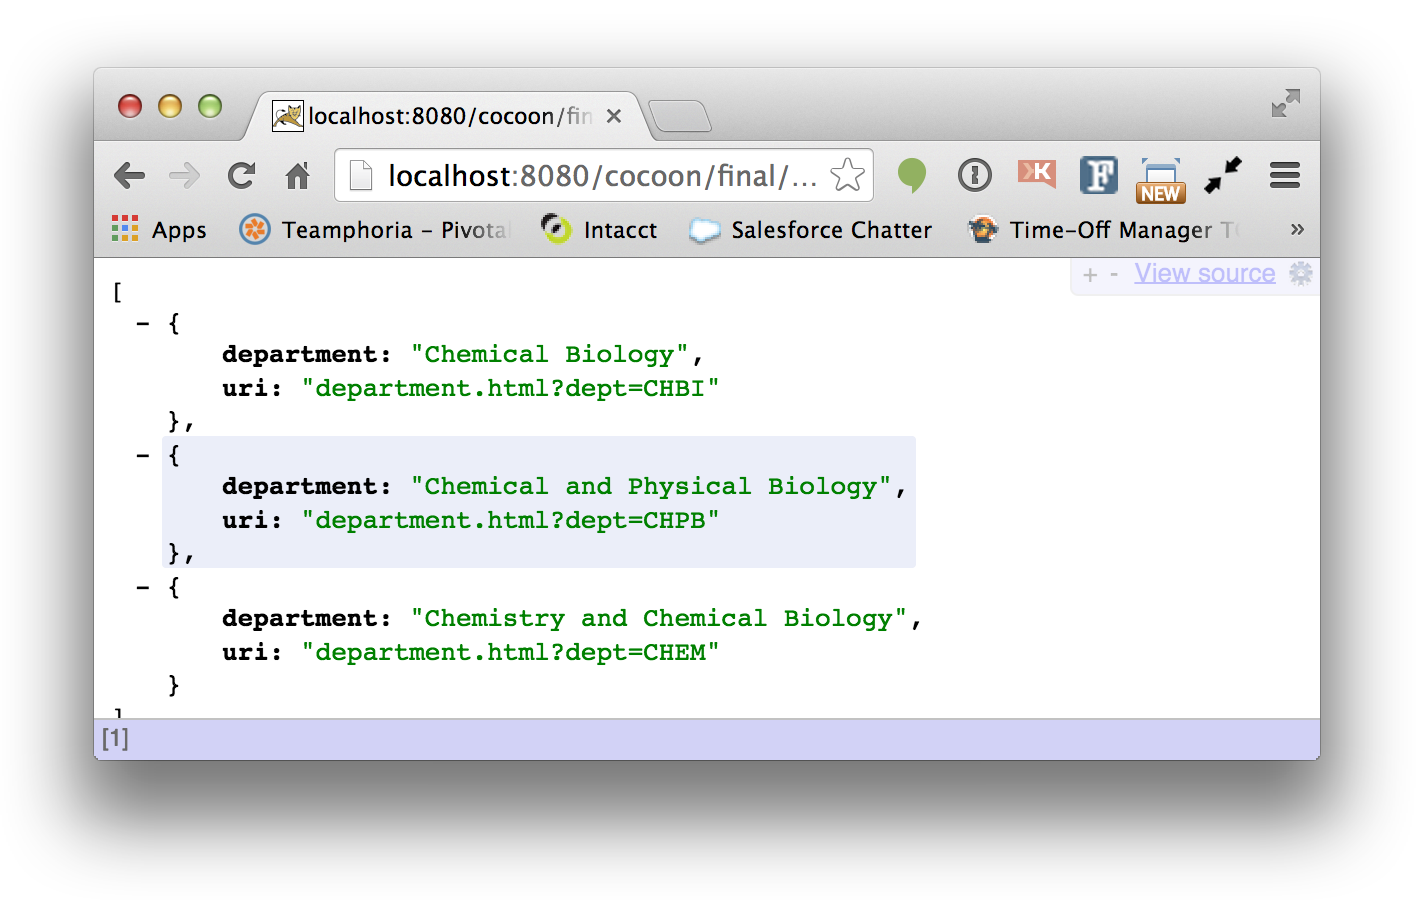 localhost:8080/cocoon/fin
localhost:8080/cocoon/final/...
K
F
NEW
Apps
Teamphoria – Pivotal
Intacct
Salesforce Chatter
Time-Off Manager
»
+ - View source
[
- {
department: "Chemical Biology",
uri: "department.html?dept=CHBI"
},
- {
department: "Chemical and Physical Biology",
uri: "department.html?dept=CHPB"
},
- {
department: "Chemistry and Chemical Biology",
uri: "department.html?dept=CHEM"
}
]
[1]